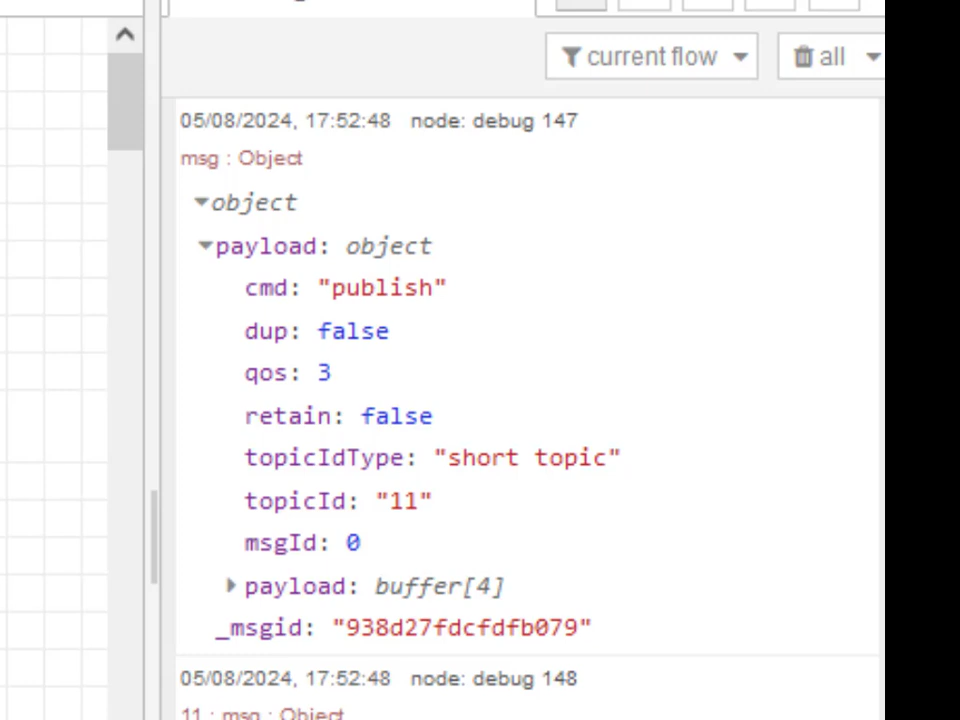 current flow all
05/08/2024, 17:52:48 node: debug 147
msg : Object
object
payload: object
cmd: "publish"
dup: false
qos: 3
retain: false
topicIdType: "short topic"
topicId: "11"
msgId: 0
payload: buffer[4]
_msgid: "938d27fdcfdfb079"
05/08/2024, 17:52:48 node: debug 148
11 : msg : Object